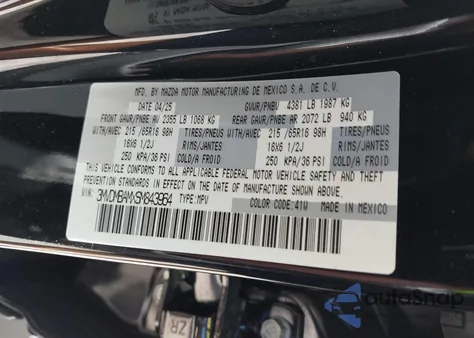 MFD. BY MAZDA MOTOR MANUFACTURING DE MEXICO S.A. DE C.V.
DATE 04/25 GVWR/PNBV 4381 LB 1987 KG
FRONT GAWR/PNBE AV 2355 LB 1068 KG REAR GAWR/PNBE AR 2072 LB 940 KG
WITH/AVEC 215/65R16 98H TIRES/PNEUS WITH/AVEC 215/65R16 98H TIRES/PNEUS
16X6 1/2J RIMS/JANTES 16X6 1/2J RIMS/JANTES
250 KPA/36 PSI COLD/FROID 250 KPA/36 PSI COLD/FROID
THIS VEHICLE CONFORMS TO ALL APPLICABLE FEDERAL MOTOR VEHICLE SAFETY
BUMPER AND THEFT PREVENTION STANDARDS IN EFFECT ON THE
DATE OF MANUFACTURE SHOWN ABOVE.
TYPE:MPV COLOR CODE:41W MADE IN MEXICO
ZR
autoSnap